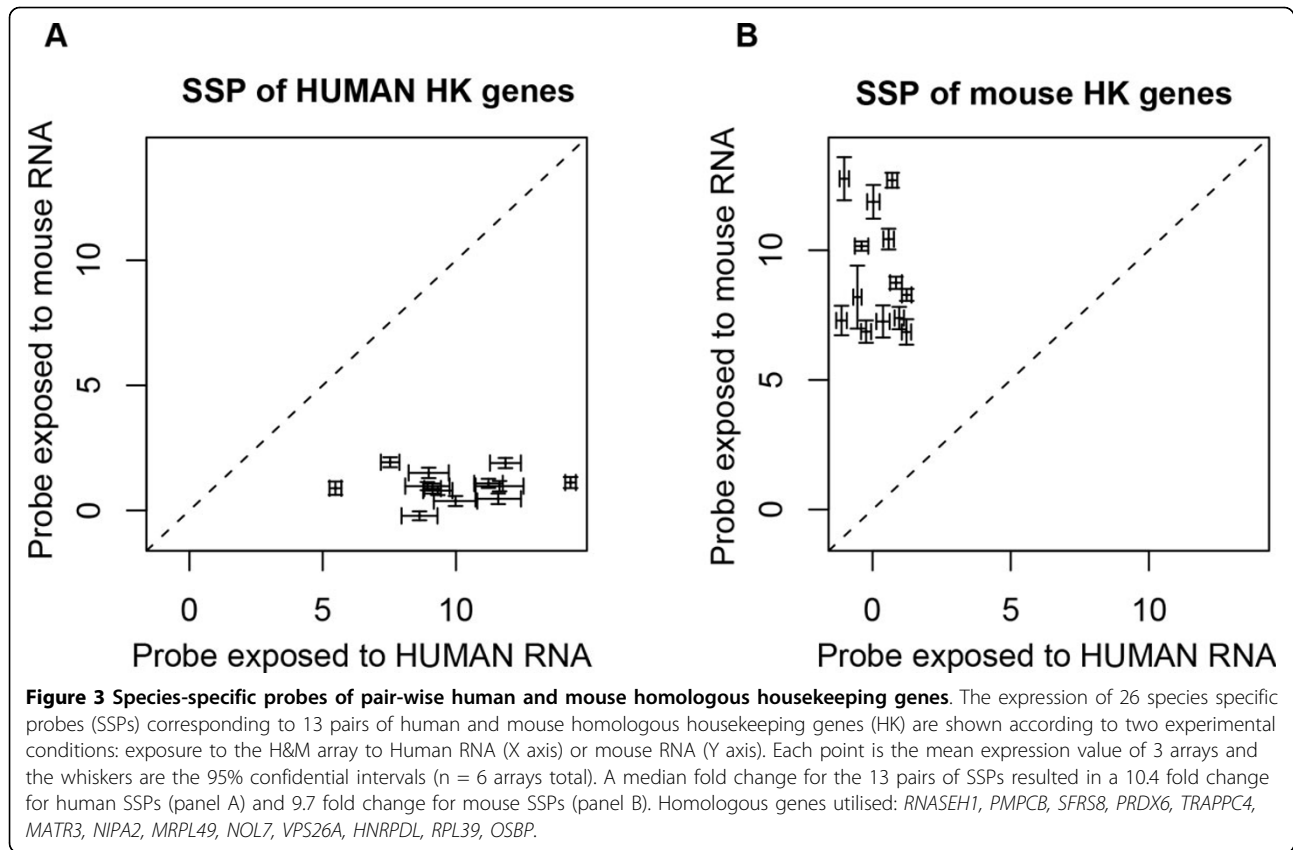 A
B
SSP of HUMAN HK genes
SSP of mouse HK genes
Probe exposed to mouse RNA
10
5
0
0
5
10
Probe exposed to HUMAN RNA
Probe exposed to mouse RNA
10
5
0
0
5
10
Probe exposed to HUMAN RNA
Figure 3 Species-specific probes of pair-wise human and mouse homologous housekeeping genes. The expression of 26 species specific
probes (SSPs) corresponding to 13 pairs of human and mouse homologous housekeeping genes (HK) are shown according to two experimental
conditions: exposure to the H&M array to Human RNA (X axis) or mouse RNA (Y axis). Each point is the mean expression value of 3 arrays and
the whiskers are the 95% confidential intervals (n = 6 arrays total). A median fold change for the 13 pairs of SSPs resulted in a 10.4 fold change
for human SSPs (panel A) and 9.7 fold change for mouse SSPs (panel B). Homologous genes utilised: RNASEH1, PMPCB, SFRS8, PRDX6, TRAPPC4,
MATR3, NIPA2, MRPL49, NOL7, VPS26A, HNRPDL, RPL39, OSBP.